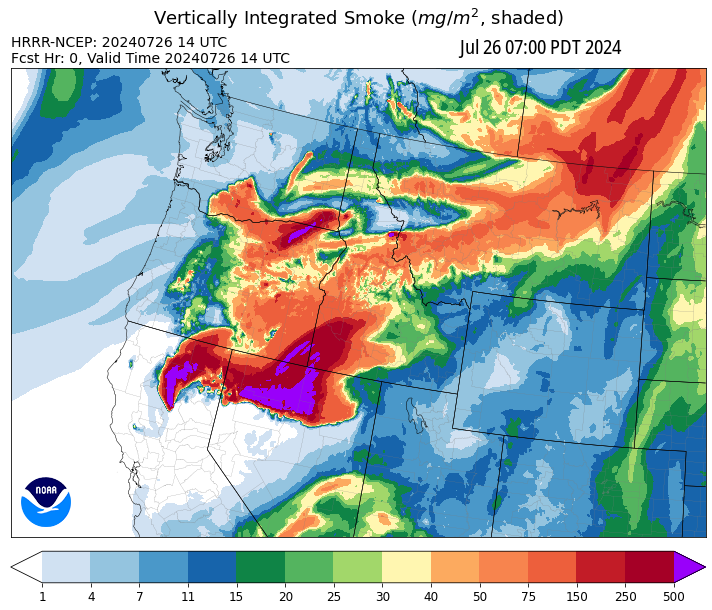 Vertically Integrated Smoke (mg/m², shaded)
HRRR-NCEP: 20240726 14 UTC
Jul 26 07:00 PDT 2024
Fcst Hr: 0, Valid Time 20240726 14 UTC
NOAA
1 4 7 11 15 20 25 30 40 50 75 150 250 500